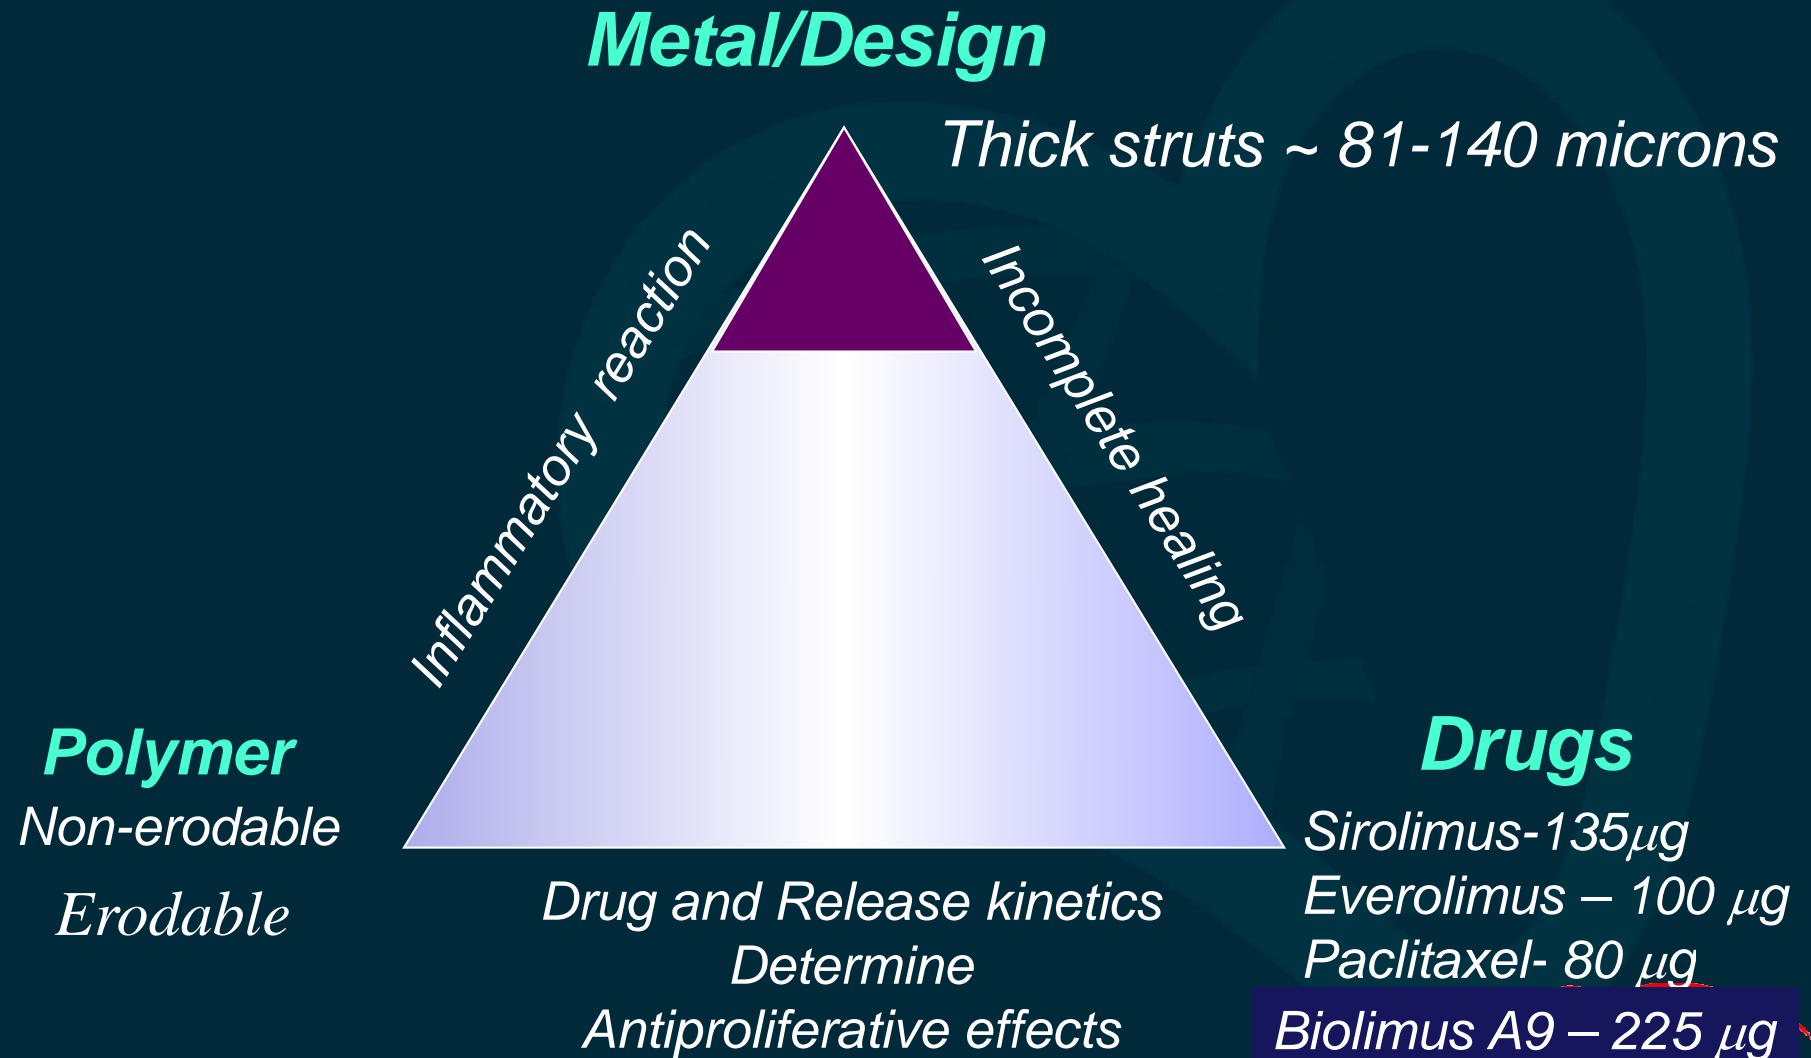 Metal/Design
Thick struts ~ 81-140 microns
Inflammatory reaction
Incomplete healing
Polymer
Non-erodable
Erodable
Drug and Release kinetics
Determine
Antiproliferative effects
Drugs
Sirolimus-135μg
Everolimus – 100 μg
Paclitaxel- 80 μg
Biolimus A9 – 225 μg